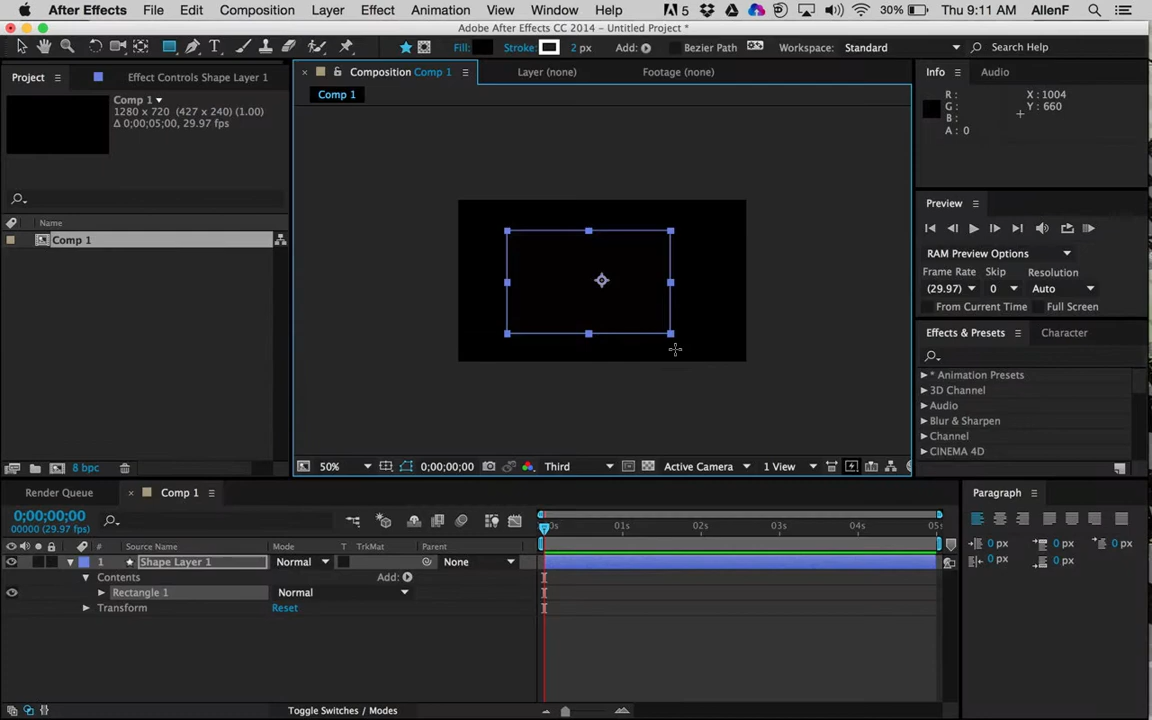 After Effects File Edit Composition Layer Effect Animation View Window Help 5 30% Thu 9:11 AM AllenF
Adobe After Effects CC 2014 - Untitled Project *
Fill: Stroke: 2 px Add: Bezier Path Workspace: Standard Search Help
Project Effect Controls Shape Layer 1 Composition Comp 1 Layer (none) Footage (none) Info Audio
Comp 1
Comp 1
1280 x 720 (427 x 240) (1.00)
Δ 0;00;05;00, 29.97 fps
R : X : 1004
G : Y : 660
B :
A : 0
Preview
RAM Preview Options
Frame Rate Skip Resolution
(29.97) 0 Auto
From Current Time Full Screen
Name
Comp 1
Effects & Presets Character
* Animation Presets
3D Channel
Audio
Blur & Sharpen
Channel
CINEMA 4D
8 bpc 50% 0;00;00;00 Third Active Camera 1 View
Render Queue Comp 1 Paragraph
0;00;00;00
00000 (29.97 fps)
01s 02s 03s 04s
# Source Name Mode T TrkMat Parent
1 Shape Layer 1 Normal None
Contents Add:
Rectangle 1 Normal
Transform Reset
0 px 0 px 0 px
0 px 0 px
Toggle Switches / Modes